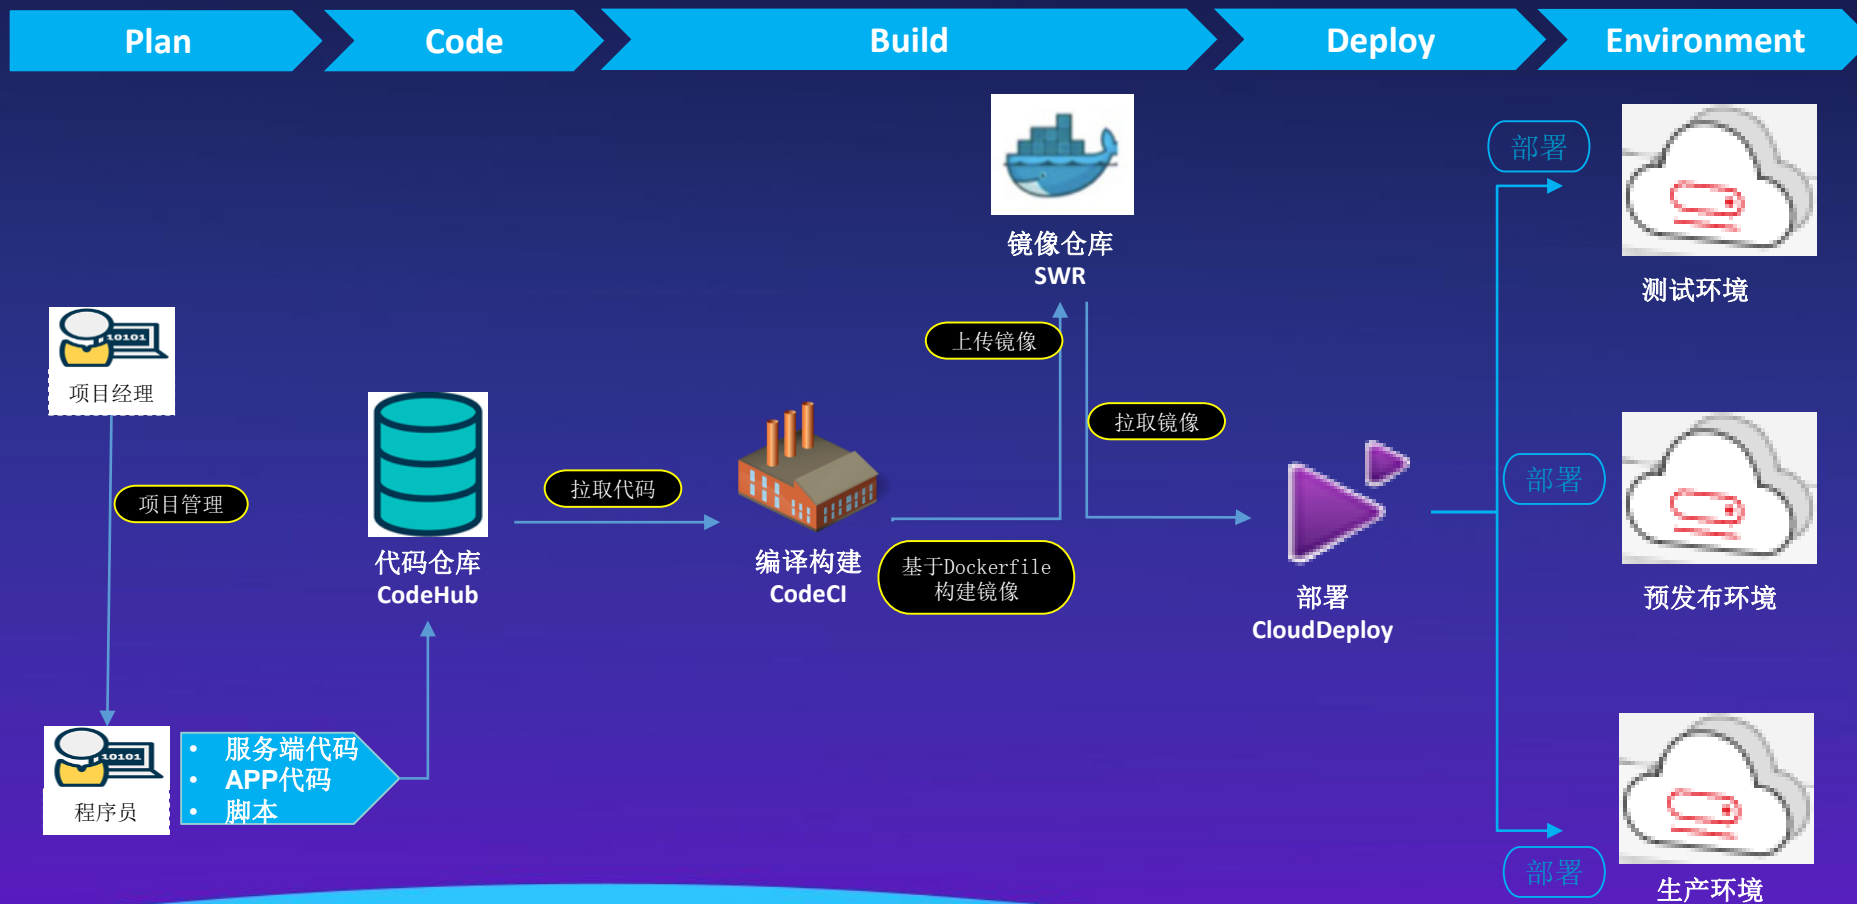 Plan
Code
Build
Deploy
Environment
部署
镜像仓库
SWR
测试环境
10101
项目经理
上传镜像
拉取镜像
项目管理
拉取代码
部署
代码仓库
CodeHub
编译构建
CodeCI
基于Dockerfile
构建镜像
部署
CloudDeploy
预发布环境
10101
程序员
• 服务端代码
• APP代码
• 脚本
部署
生产环境